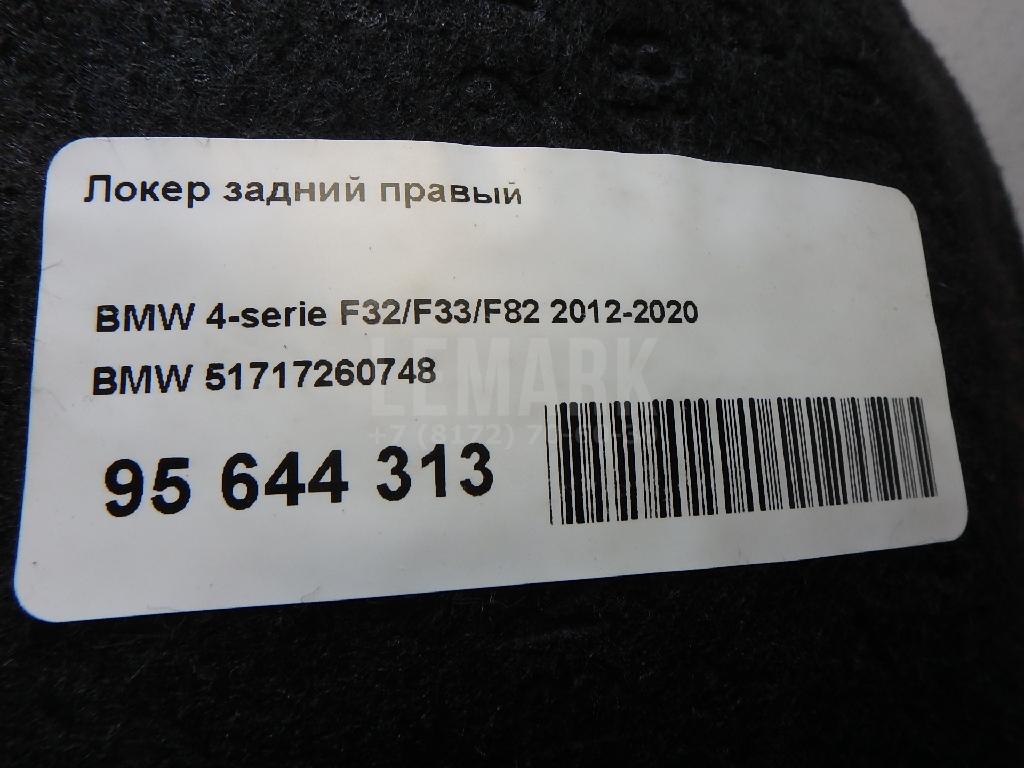 Локер задний правый
BMW 4-serie F32/F33/F82 2012-2020
BMW 51717260748
LEMARK
95 644 313